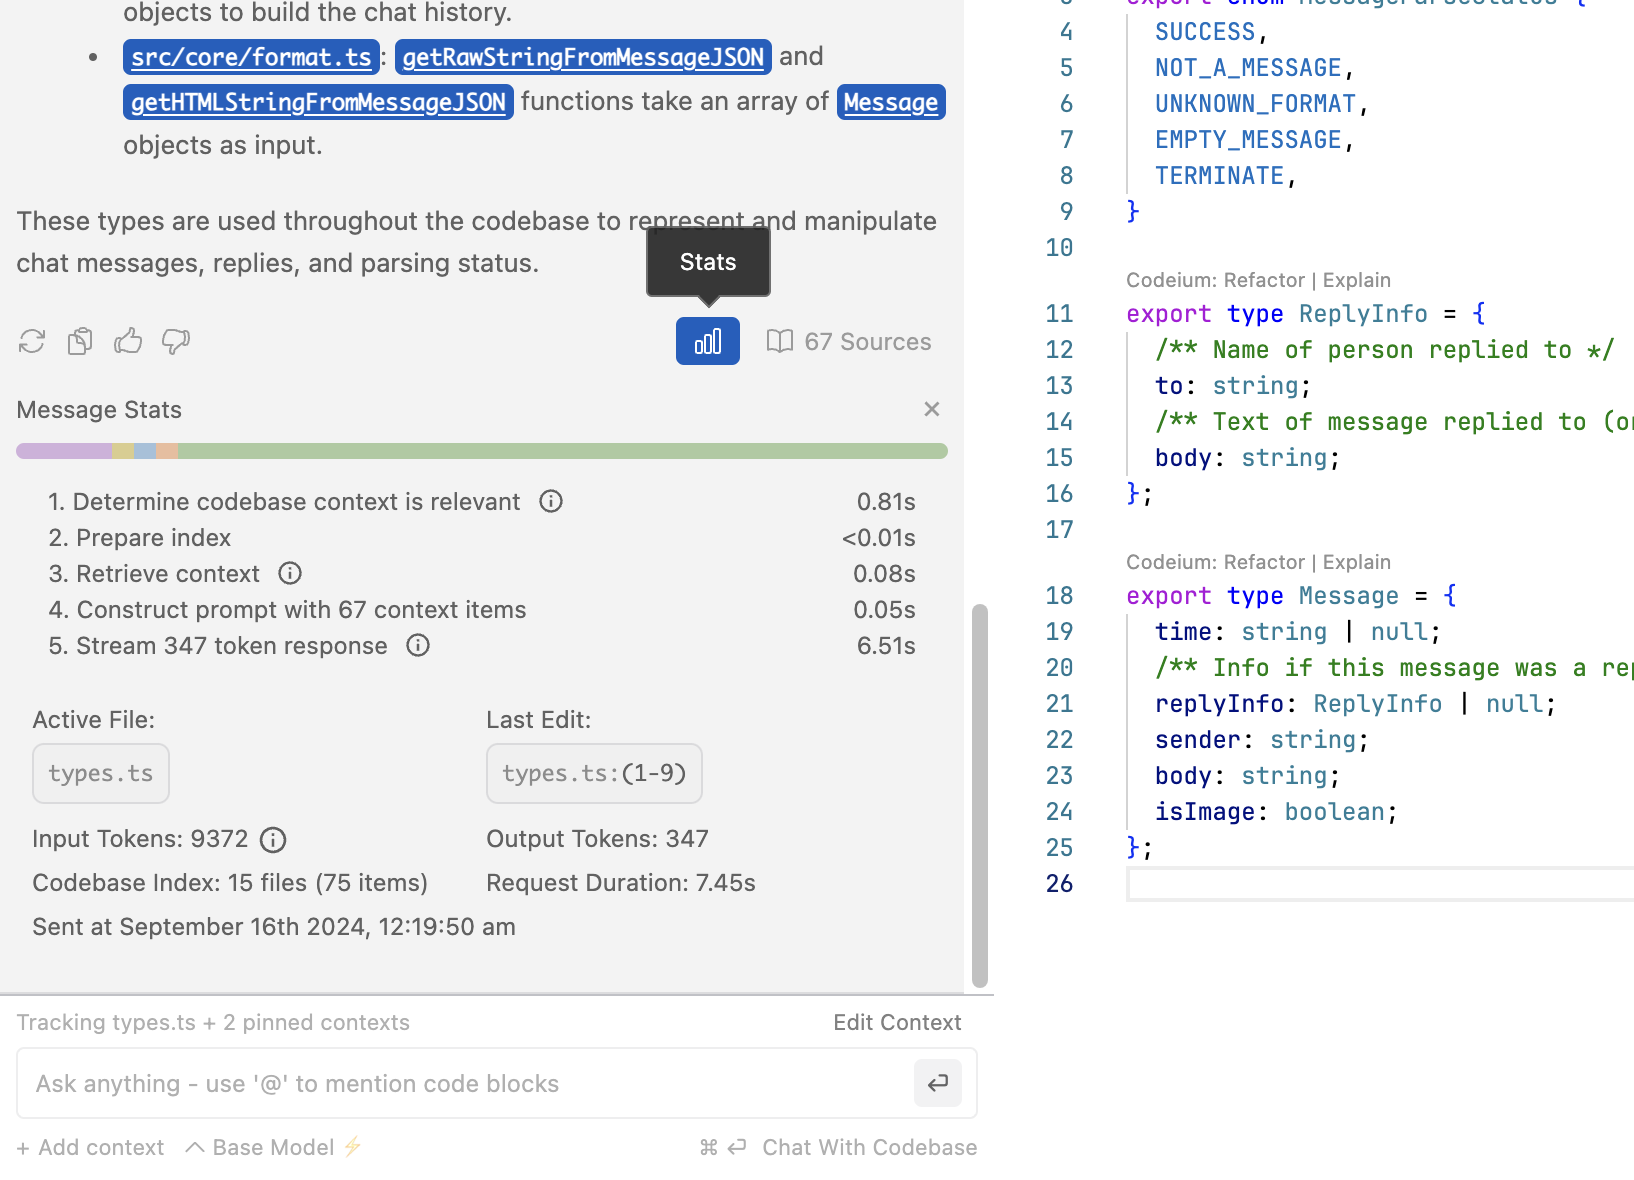 objects to build the chat history.
• src/core/format.ts: getRawStringFromMessageJSON and
getHTMLStringFromMessageJSON functions take an array of Message
objects as input.
These types are used throughout the codebase to represent and manipulate
chat messages, replies, and parsing status.
Stats
67 Sources
Message Stats
1. Determine codebase context is relevant 0.81s
2. Prepare index <0.01s
3. Retrieve context 0.08s
4. Construct prompt with 67 context items 0.05s
5. Stream 347 token response 6.51s
Active File: Last Edit:
types.ts types.ts:(1-9)
Input Tokens: 9372 Output Tokens: 347
Codebase Index: 15 files (75 items) Request Duration: 7.45s
Sent at September 16th 2024, 12:19:50 am
Tracking types.ts + 2 pinned contexts Edit Context
Ask anything - use '@' to mention code blocks
+ Add context Base Model ⚡ ⌘ ↵ Chat With Codebase
4 SUCCESS,
5 NOT_A_MESSAGE,
6 UNKNOWN_FORMAT,
7 EMPTY_MESSAGE,
8 TERMINATE,
9 }
10
Codeium: Refactor | Explain
11 export type ReplyInfo = {
12 /** Name of person replied to */
13 to: string;
14 /** Text of message replied to (
15 body: string;
16 };
17
Codeium: Refactor | Explain
18 export type Message = {
19 time: string | null;
20 /** Info if this message was a
21 replyInfo: ReplyInfo | null;
22 sender: string;
23 body: string;
24 isImage: boolean;
25 };
26